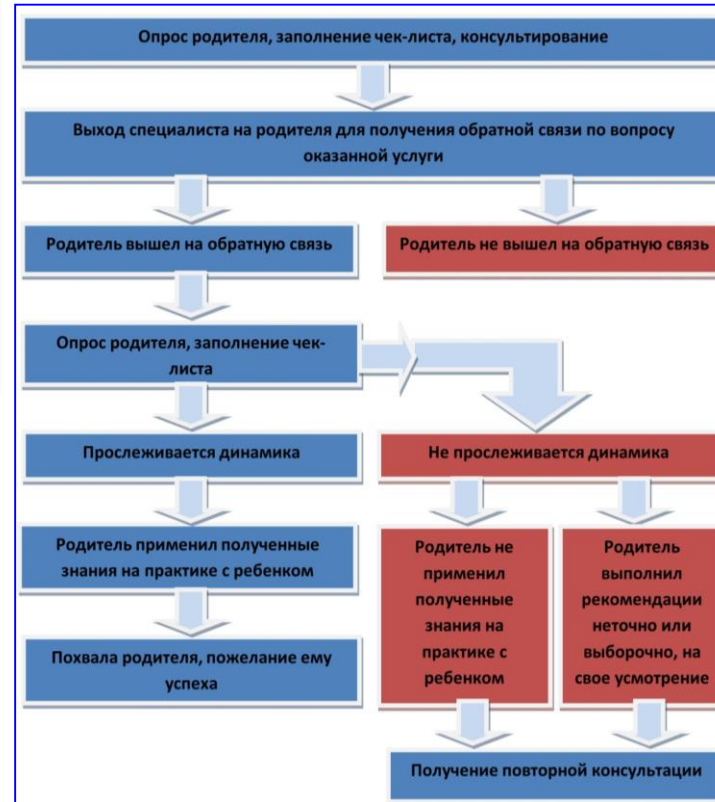 Опрос родителя, заполнение чек-листа, консультирование
Выход специалиста на родителя для получения обратной связи по вопросу
оказанной услуги
Родитель вышел на обратную связь
Родитель не вышел на обратную связь
Опрос родителя, заполнение чек-
листа
Прослеживается динамика
Не прослеживается динамика
Родитель применил полученные
знания на практике с ребенком
Похвала родителя, пожелание ему
успеха
Родитель не
применил
полученные
знания на
практике с
ребенком
Родитель
выполнил
рекомендации
неточно или
выборочно, на
свое усмотрение
Получение повторной консультации